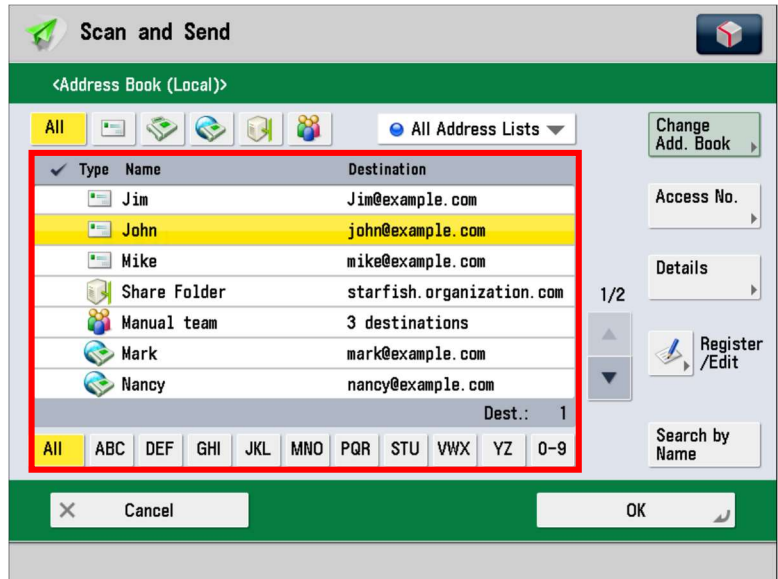 Scan and Send
<Address Book (Local)>
All
All Address Lists
Change
Add. Book
Type Name Destination
Jim Jim@example.com
John john@example.com
Mike mike@example.com
Share Folder starfish.organization.com
Manual team 3 destinations
Mark mark@example.com
Nancy nancy@example.com
Dest.: 1
All ABC DEF GHI JKL MNO PQR STU VWX YZ 0-9
1/2
Access No.
Details
Register
/Edit
Search by
Name
Cancel
OK